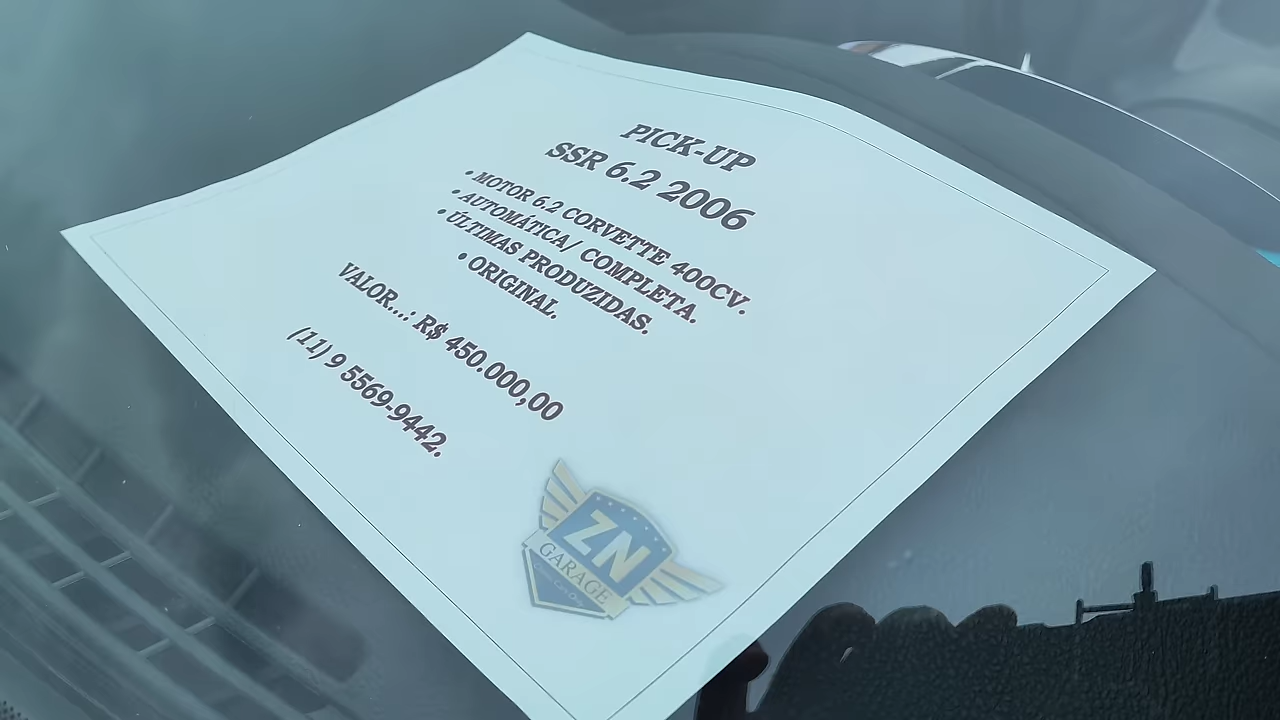 PICK-UP
SSR 6.2 2006
• MOTOR 6.2 CORVETTE 400CV.
• AUTOMÁTICA/ COMPLETA.
• ÚLTIMAS PRODUZIDAS.
• ORIGINAL.
VALOR...: R$ 450.000,00
(11) 9 5569-9442.
ZN
GARAGE